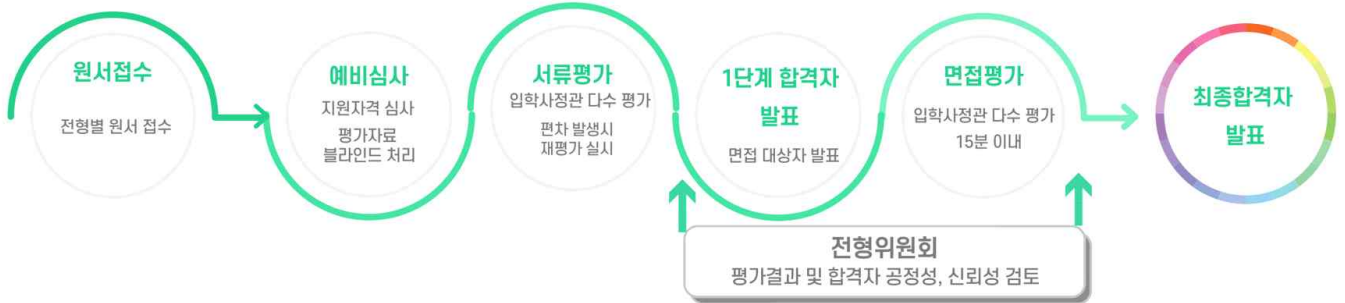 원서접수
전형별 원서 접수
예비심사
지원자격 심사
평가자료
블라인드 처리
서류평가
입학사정관 다수 평가
편차 발생시
재평가 실시
1단계 합격자
발표
면접 대상자 발표
면접평가
입학사정관 다수 평가
15분 이내
최종합격자
발표
전형위원회
평가결과 및 합격자 공정성, 신뢰성 검토